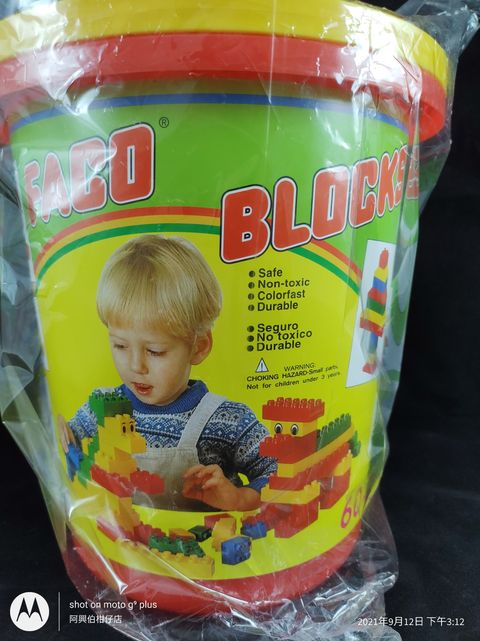 FACO ®
BLOCKS
Safe
Non-toxic
Colorfast
Durable
Seguro
No toxico
Durable
WARNING:
CHOKING HAZARD-Small parts.
Not for children under 3 years.
60
shot on moto g⁹ plus
阿興伯柑仔店
2021年9月12日 下午3:12